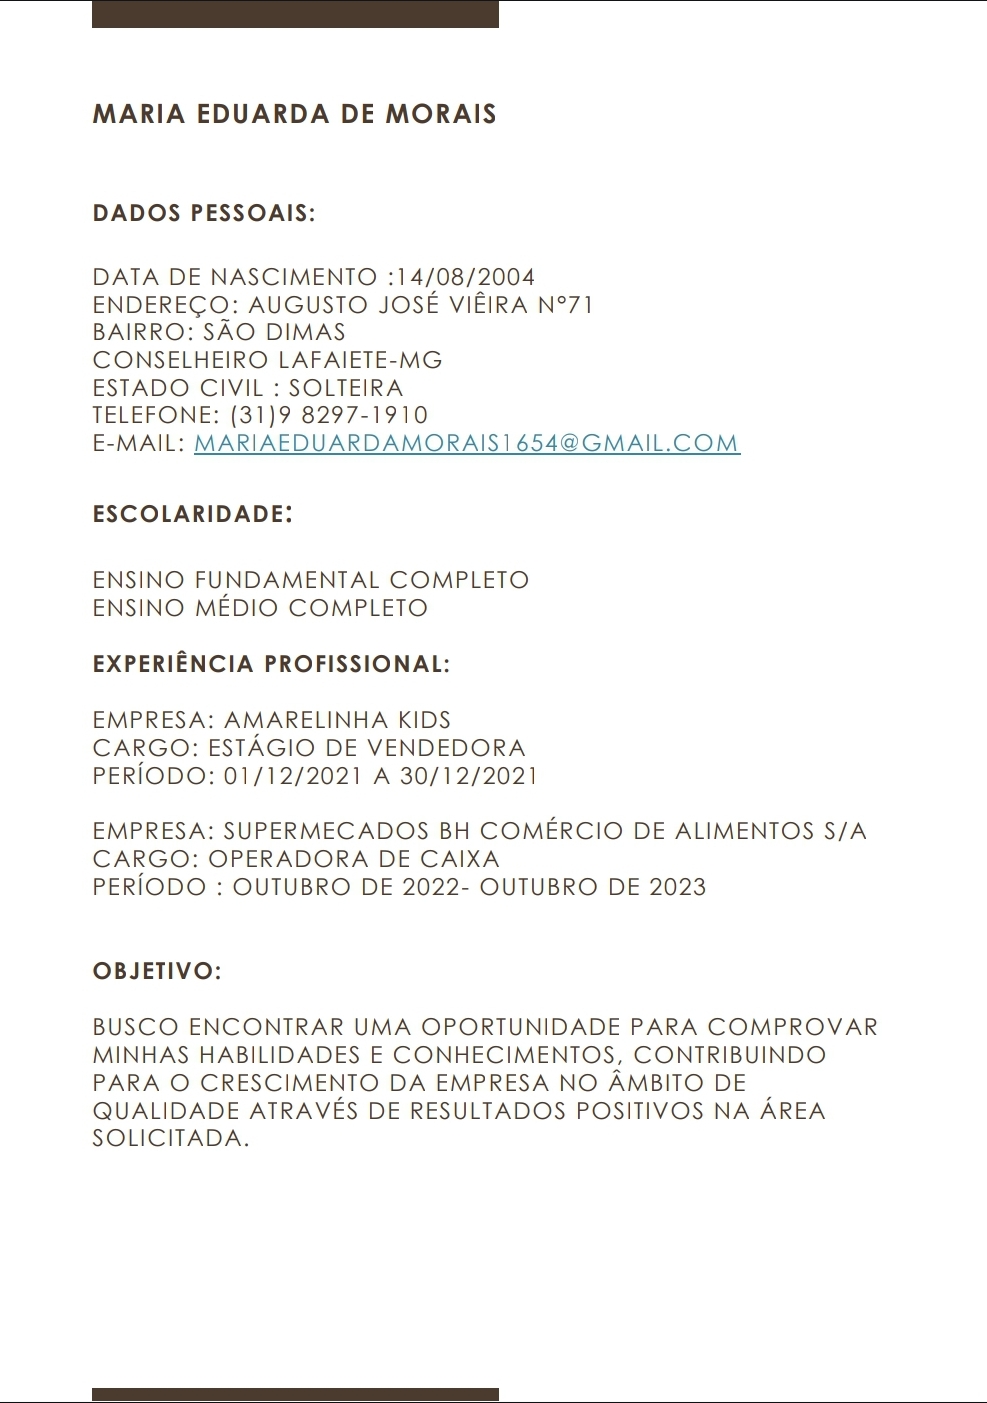 MARIA EDUARDA DE MORAIS
DADOS PESSOAIS:
DATA DE NASCIMENTO :14/08/2004
ENDEREÇO: AUGUSTO JOSÉ VIÊIRA Nº71
BAIRRO: SÃO DIMAS
CONSELHEIRO LAFAIETE-MG
ESTADO CIVIL : SOLTEIRA
TELEFONE: (31)9 8297-1910
E-MAIL: MARIAEDUARDAMORAIS1654@GMAIL.COM
ESCOLARIDADE:
ENSINO FUNDAMENTAL COMPLETO
ENSINO MÉDIO COMPLETO
EXPERIÊNCIA PROFISSIONAL:
EMPRESA: AMARELINHA KIDS
CARGO: ESTÁGIO DE VENDEDORA
PERÍODO: 01/12/2021 A 30/12/2021
EMPRESA: SUPERMECADOS BH COMÉRCIO DE ALIMENTOS S/A
CARGO: OPERADORA DE CAIXA
PERÍODO : OUTUBRO DE 2022- OUTUBRO DE 2023
OBJETIVO:
BUSCO ENCONTRAR UMA OPORTUNIDADE PARA COMPROVAR
MINHAS HABILIDADES E CONHECIMENTOS, CONTRIBUINDO
PARA O CRESCIMENTO DA EMPRESA NO ÂMBITO DE
QUALIDADE ATRAVÉS DE RESULTADOS POSITIVOS NA ÁREA
SOLICITADA.